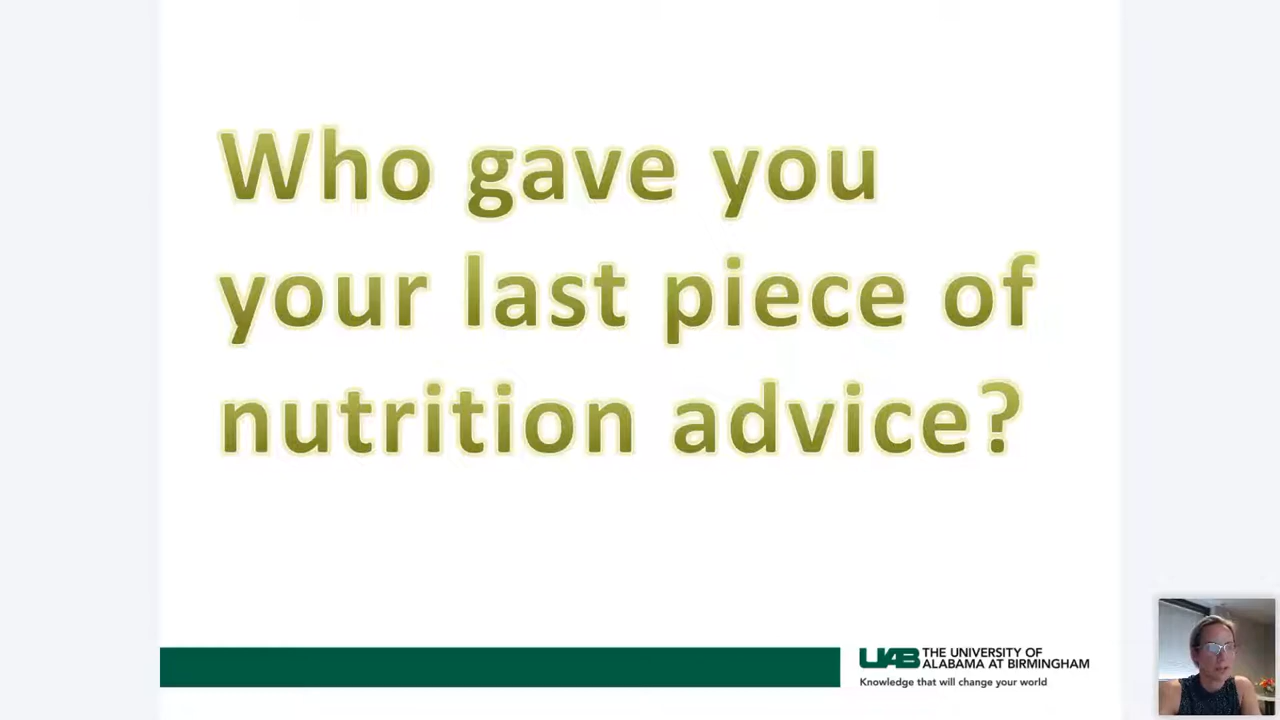 Who gave you
your last piece of
nutrition advice?
UAB THE UNIVERSITY OF
ALABAMA AT BIRMINGHAM
Knowledge that will change your world